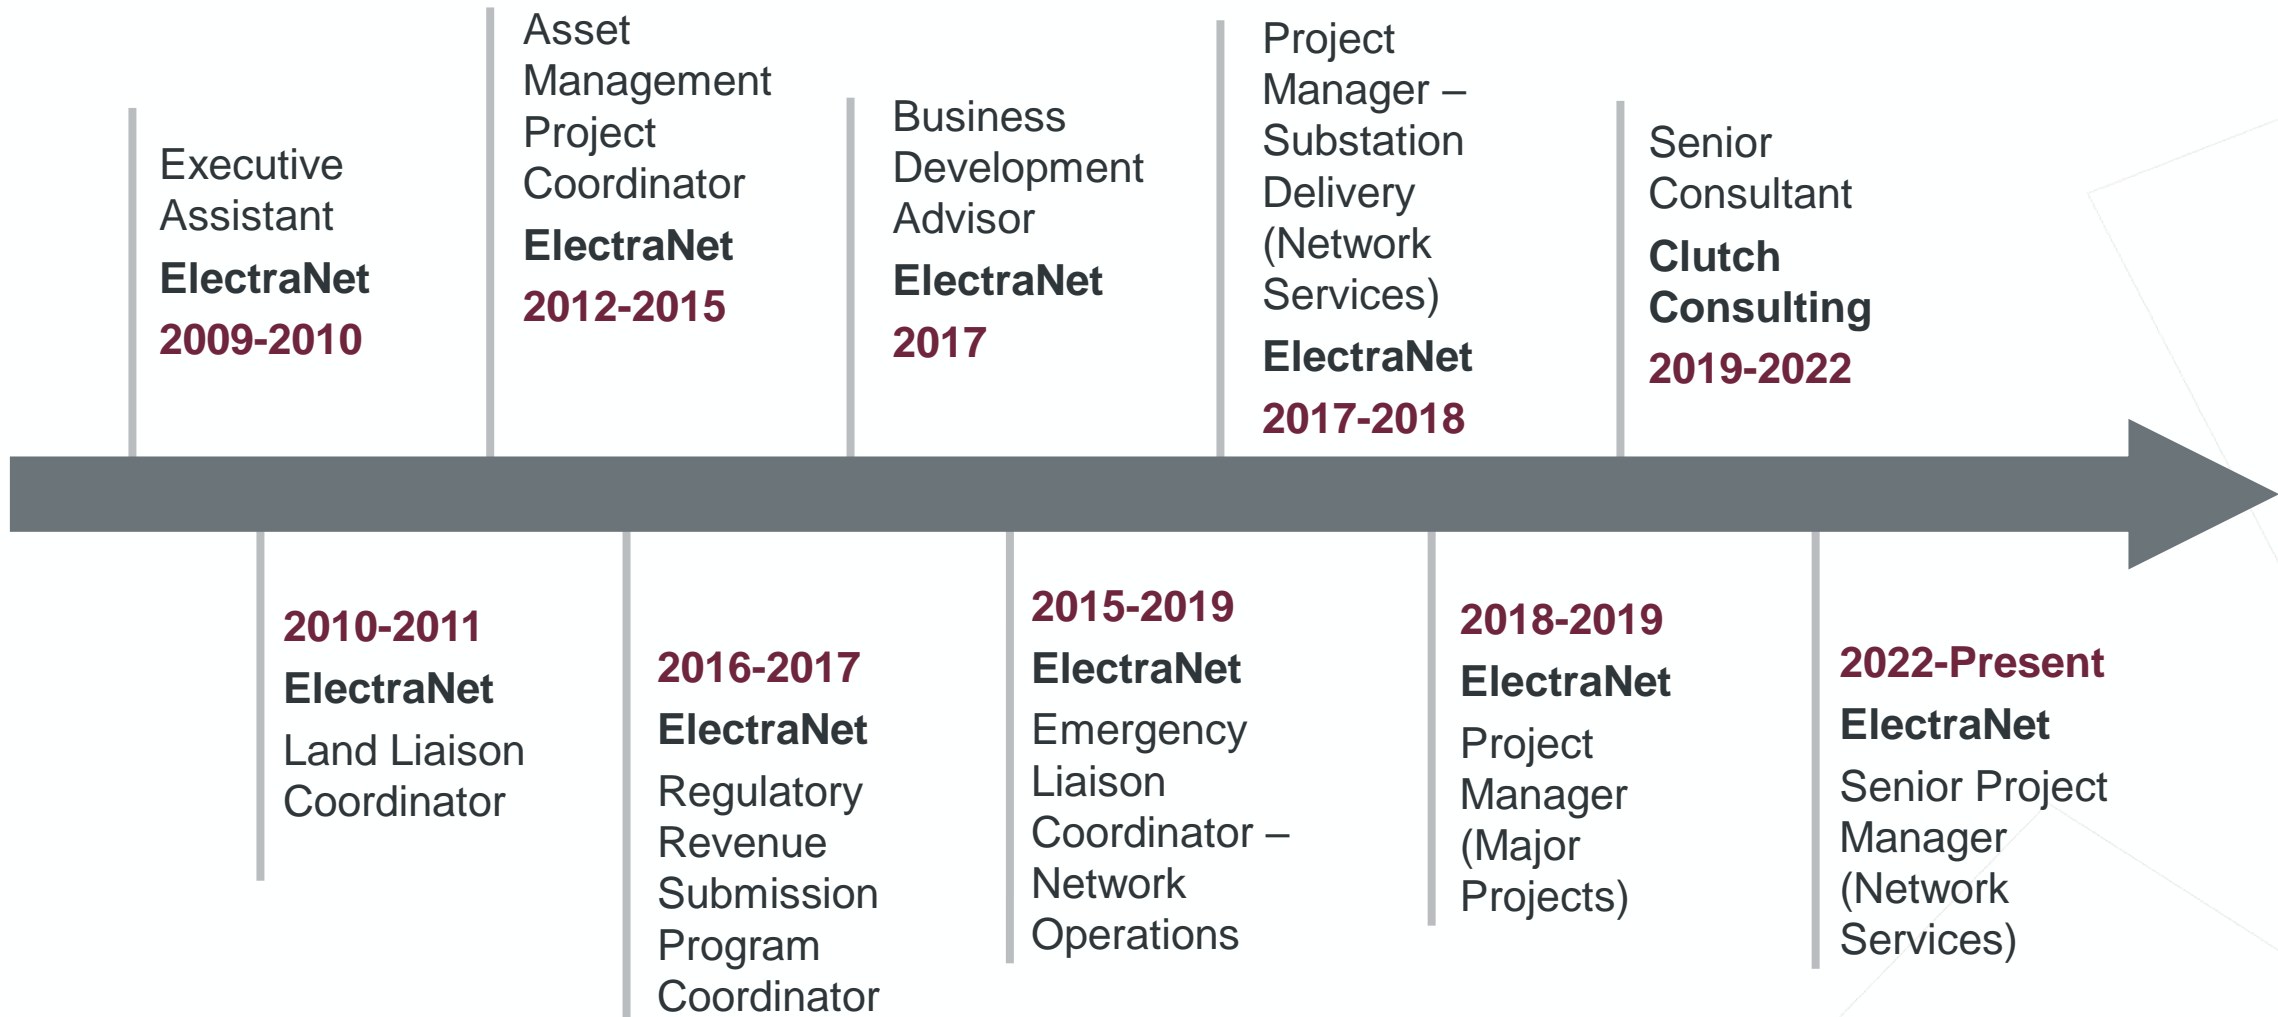 Executive
Assistant
ElectraNet
2009-2010
Asset
Management
Project
Coordinator
ElectraNet
2012-2015
Business
Development
Advisor
ElectraNet
2017
Project
Manager –
Substation
Delivery
(Network
Services)
ElectraNet
2017-2018
Senior
Consultant
Clutch
Consulting
2019-2022
2010-2011
ElectraNet
Land Liaison
Coordinator
2016-2017
ElectraNet
Regulatory
Revenue
Submission
Program
Coordinator
2015-2019
ElectraNet
Emergency
Liaison
Coordinator –
Network
Operations
2018-2019
ElectraNet
Project
Manager
(Major
Projects)
2022-Present
ElectraNet
Senior Project
Manager
(Network
Services)